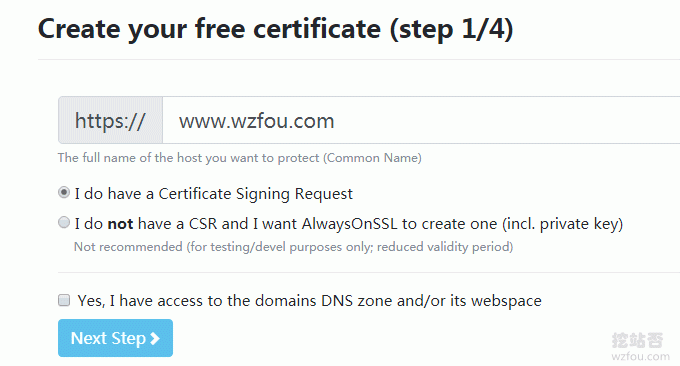 Create your free certificate (step 1/4)
https:// www.wzfou.com
The full name of the host you want to protect (Common Name)
I do have a Certificate Signing Request
I do not have a CSR and I want AlwaysOnSSL to create one (incl. private key)
Not recommended (for testing/devel purposes only; reduced validity period)
Yes, I have access to the domains DNS zone and/or its webspace
Next Step
挖站否
wzfou.com